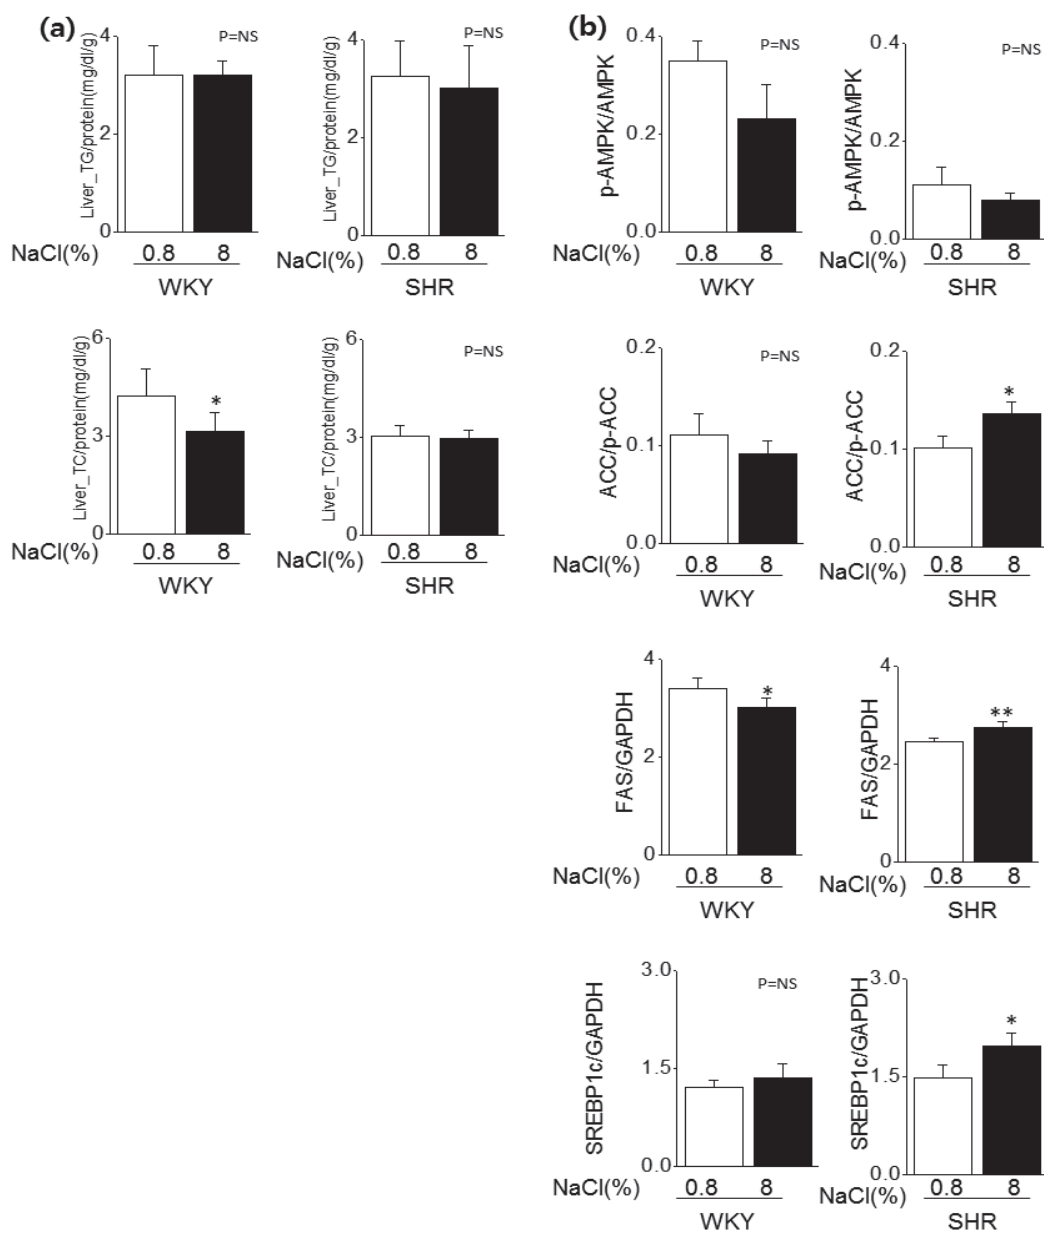 (a)
Liver_TG/protein(mg/dl/g)
4
2
0
P=NS
NaCl(%) 0.8 8
WKY
Liver_TG/protein(mg/dl/g)
4
2
0
P=NS
NaCl(%) 0.8 8
SHR
Liver_TC/protein(mg/dl/g)
6
3
0
*
NaCl(%) 0.8 8
WKY
Liver_TC/protein(mg/dl/g)
6
3
0
P=NS
NaCl(%) 0.8 8
SHR
(b)
p-AMPK/AMPK
0.4
0.2
0.0
P=NS
NaCl(%) 0.8 8
WKY
p-AMPK/AMPK
0.4
0.2
0.0
P=NS
NaCl(%) 0.8 8
SHR
ACC/p-ACC
0.2
0.1
0.0
P=NS
NaCl(%) 0.8 8
WKY
ACC/p-ACC
0.2
0.1
0.0
*
NaCl(%) 0.8 8
SHR
FAS/GAPDH
4
2
0
*
NaCl(%) 0.8 8
WKY
FAS/GAPDH
4
2
0
**
NaCl(%) 0.8 8
SHR
SREBP1c/GAPDH
3.0
1.5
0.0
P=NS
NaCl(%) 0.8 8
WKY
SREBP1c/GAPDH
3.0
1.5
0.0
*
NaCl(%) 0.8 8
SHR